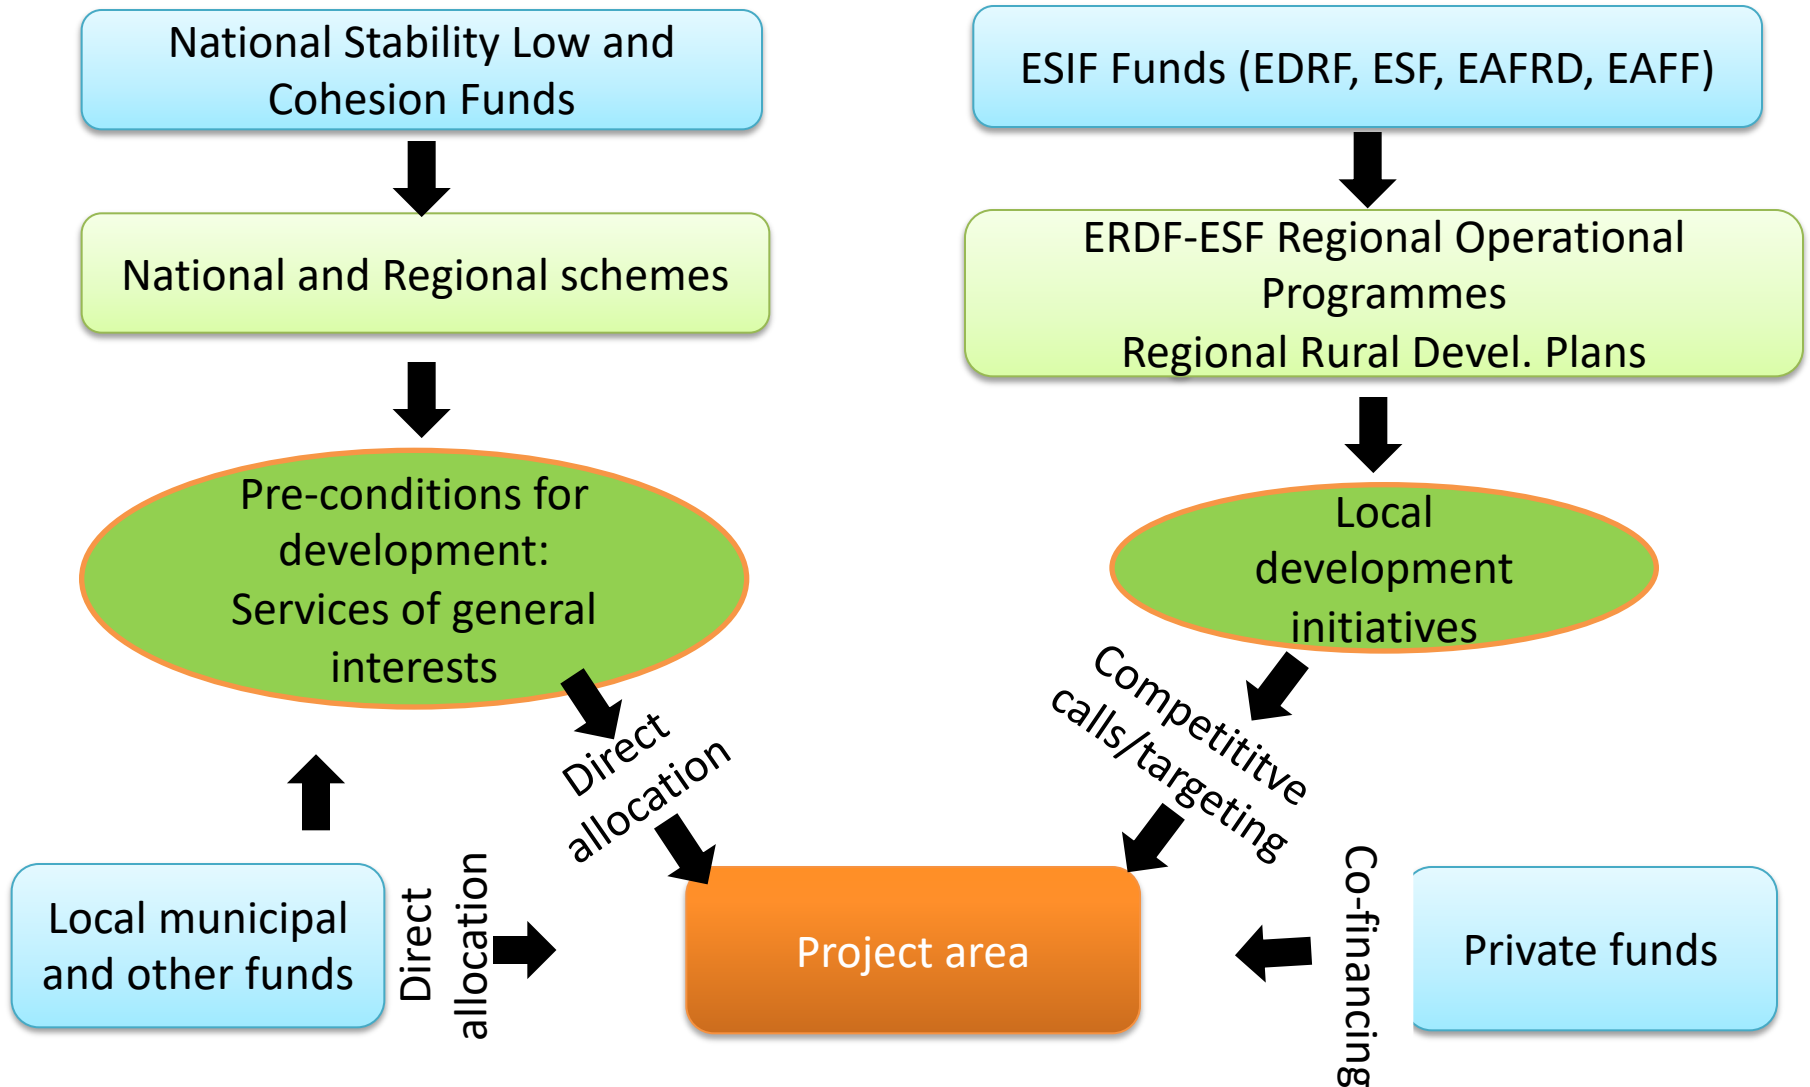 National Stability Low and
Cohesion Funds
ESIF Funds (EDRF, ESF, EAFRD, EAFF)
National and Regional schemes
ERDF-ESF Regional Operational
Programmes
Regional Rural Devel. Plans
Pre-conditions for
development:
Services of general
interests
Local
development
initiatives
Direct
allocation
Competititve
calls/targeting
Local municipal
and other funds
Direct
allocation
Project area
Co-financing
Private funds